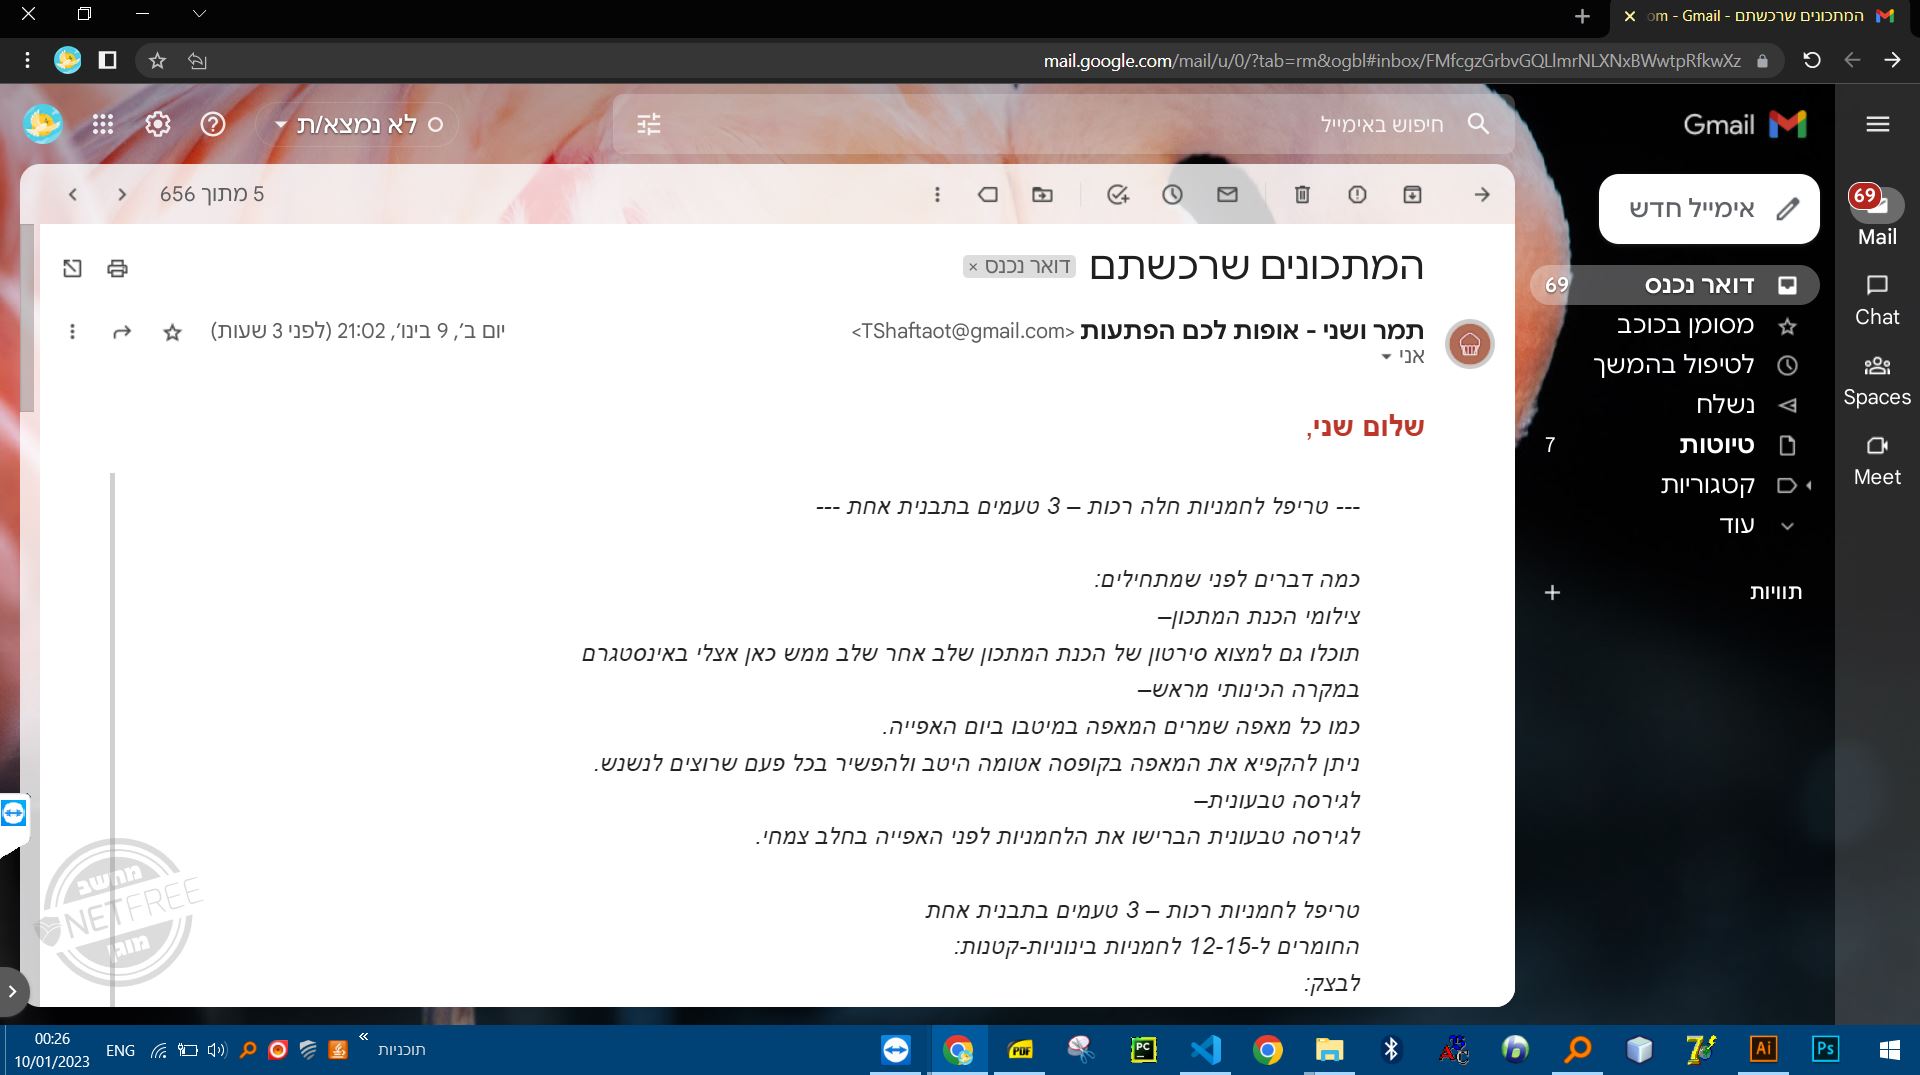 המתכונים שרכשתם - Gmail - om
mail.google.com/mail/u/0/?tab=rm&ogbl#inbox/FMfcgzGrbvGQLlmrNLXNxBWwtpRfkwXz
Gmail
חיפוש באימייל
לא נמצא/ת
5 מתוך 656
אימייל חדש
69
Mail
Chat
Spaces
Meet
דואר נכנס 69
מסומן בכוכב
לטיפול בהמשך
נשלח
טיוטות 7
קטגוריות
עוד
תוויות
המתכונים שרכשתם דואר נכנס ×
תמר ושני - אופות לכם הפתעות <TShaftaot@gmail.com> יום ב׳, 9 בינו׳, 21:02 (לפני 3 שעות)
אני
שלום שני,
--- טריפל לחמניות חלה רכות – 3 טעמים בתבנית אחת ---
כמה דברים לפני שמתחילים:
צילומי הכנת המתכון–
תוכלו גם למצוא סירטון של הכנת המתכון שלב אחר שלב ממש כאן אצלי באינסטגרם
במקרה הכינותי מראש–
כמו כל מאפה שמרים המאפה במיטבו ביום האפייה.
ניתן להקפיא את המאפה בקופסה אטומה היטב ולהפשיר בכל פעם שרוצים לנשנש.
לגירסה טבעונית–
לגירסה טבעונית הברישו את הלחמניות לפני האפייה בחלב צמחי.
טריפל לחמניות רכות – 3 טעמים בתבנית אחת
החומרים ל-12-15 לחמניות בינוניות-קטנות:
לבצק:
מחשב
NETFREE
מוגן
תוכניות
ENG
00:26
10/01/2023
PDF
PC
Ai
Ps